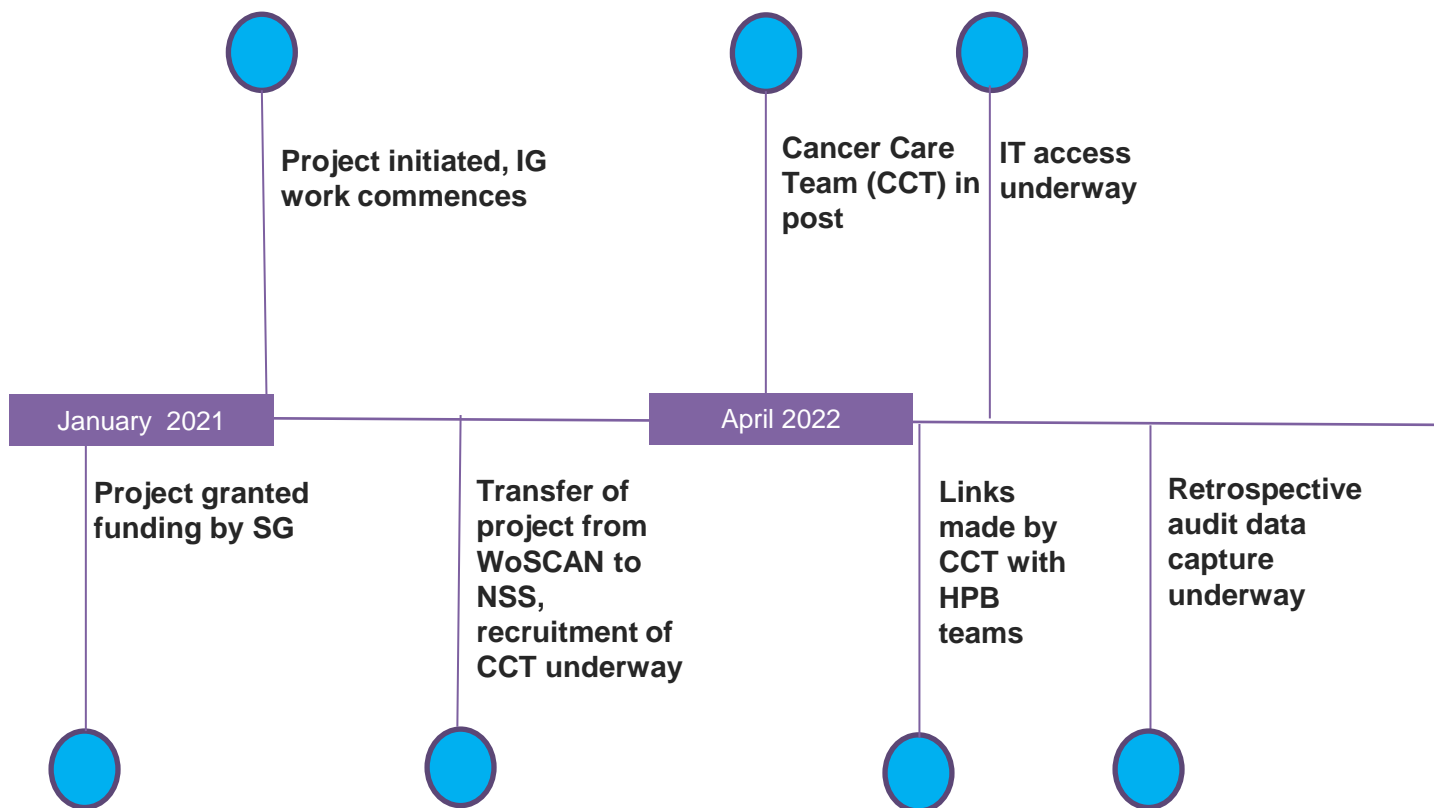 Project initiated, IG
work commences
Cancer Care
Team (CCT) in
post
IT access
underway
January  2021
April 2022
Project granted
funding by SG
Transfer of
project from
WoSCAN to
NSS,
recruitment of
CCT underway
Links
made by
CCT with
HPB
teams
Retrospective
audit data
capture
underway